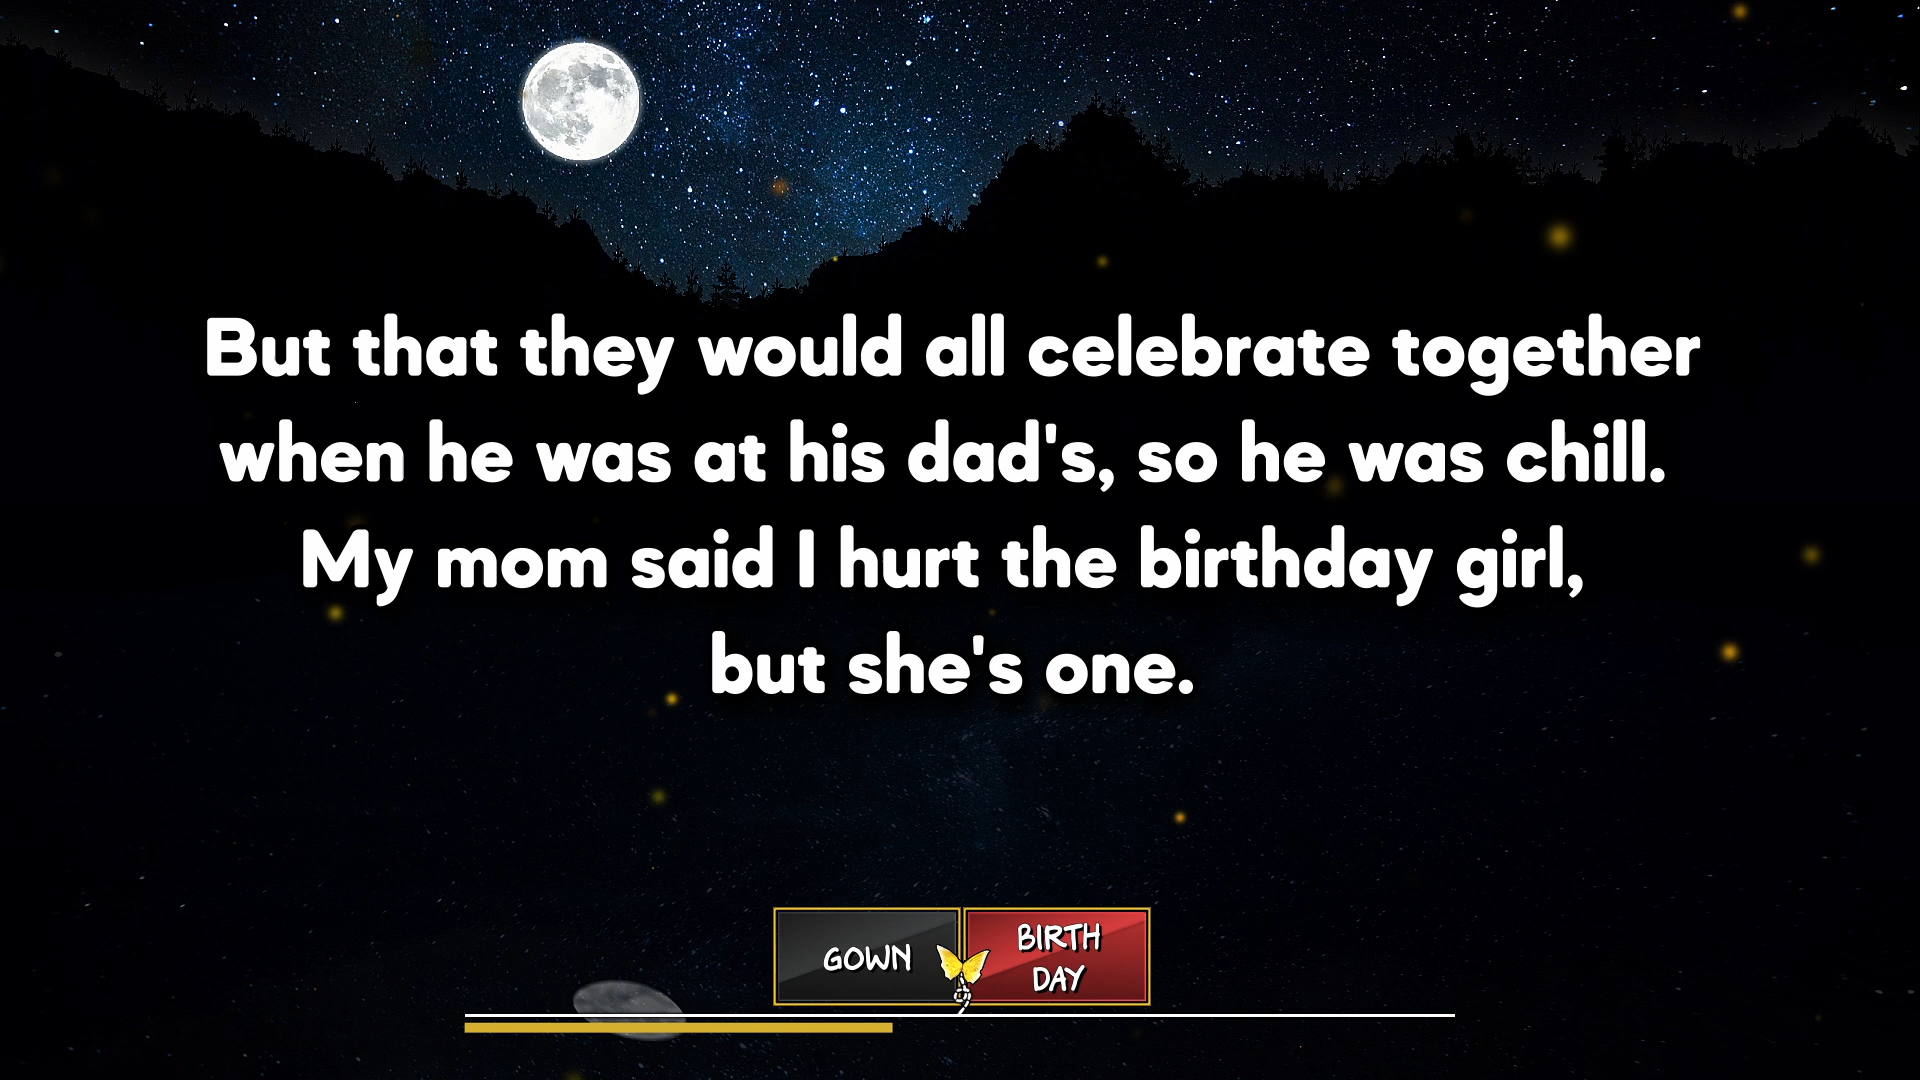 But that they would all celebrate together
when he was at his dad's, so he was chill.
My mom said I hurt the birthday girl,
but she's one.
GOWN
BIRTH
DAY